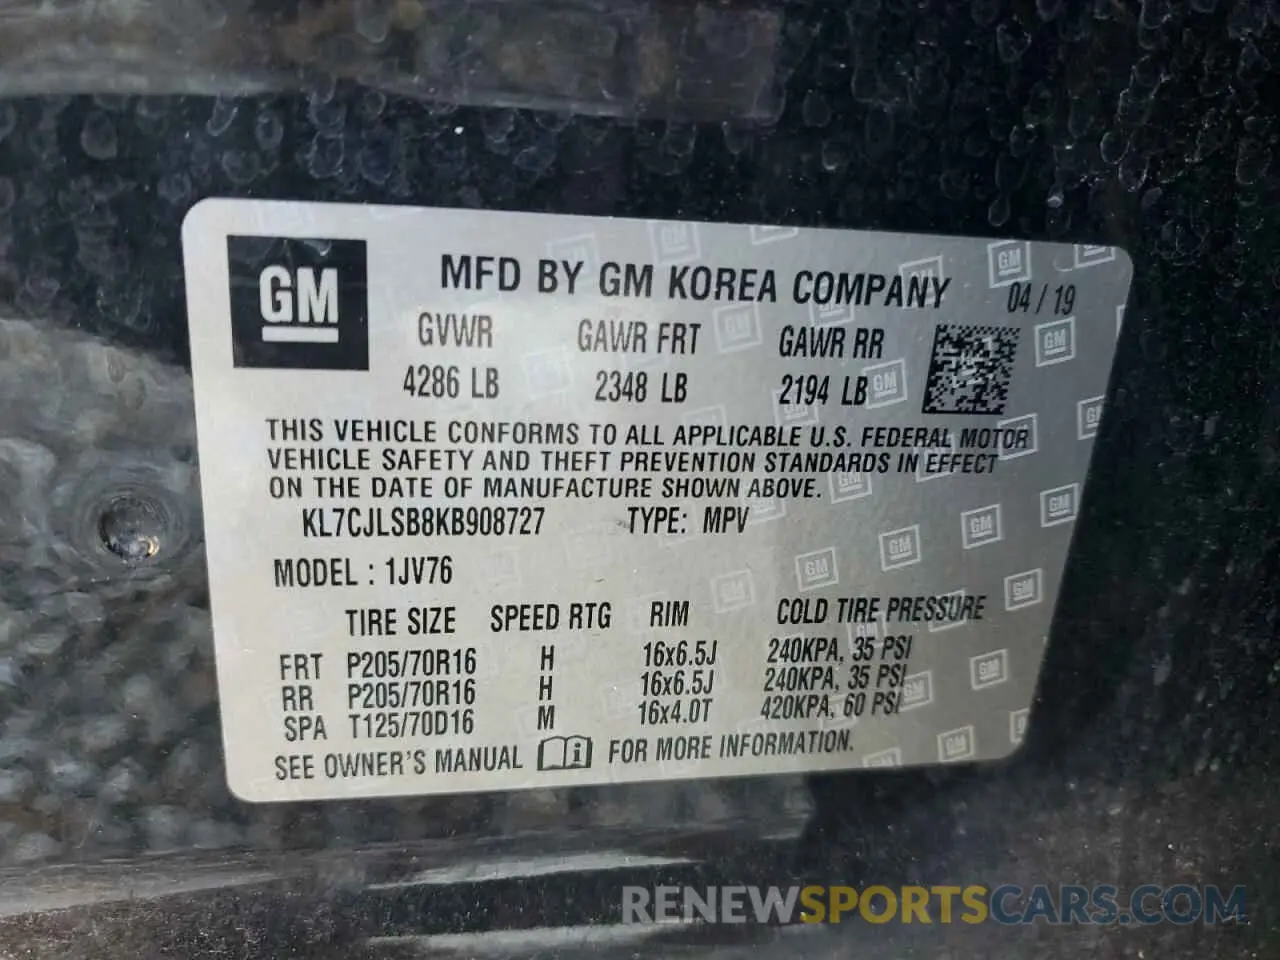 GM
MFD BY GM KOREA COMPANY
04 / 19
GVWR GAWR FRT GAWR RR
4286 LB 2348 LB 2194 LB
THIS VEHICLE CONFORMS TO ALL APPLICABLE U.S. FEDERAL MOTOR
VEHICLE SAFETY AND THEFT PREVENTION STANDARDS IN EFFECT
ON THE DATE OF MANUFACTURE SHOWN ABOVE.
KL7CJLSB8KB908727 TYPE: MPV
MODEL : 1JV76
TIRE SIZE SPEED RTG RIM COLD TIRE PRESSURE
FRT P205/70R16 H 16x6.5J 240KPA, 35 PSI
RR P205/70R16 H 16x6.5J 240KPA, 35 PSI
SPA T125/70D16 M 16x4.0T 420KPA, 60 PSI
SEE OWNER'S MANUAL i FOR MORE INFORMATION.
RENEWSPORTSCARS.COM